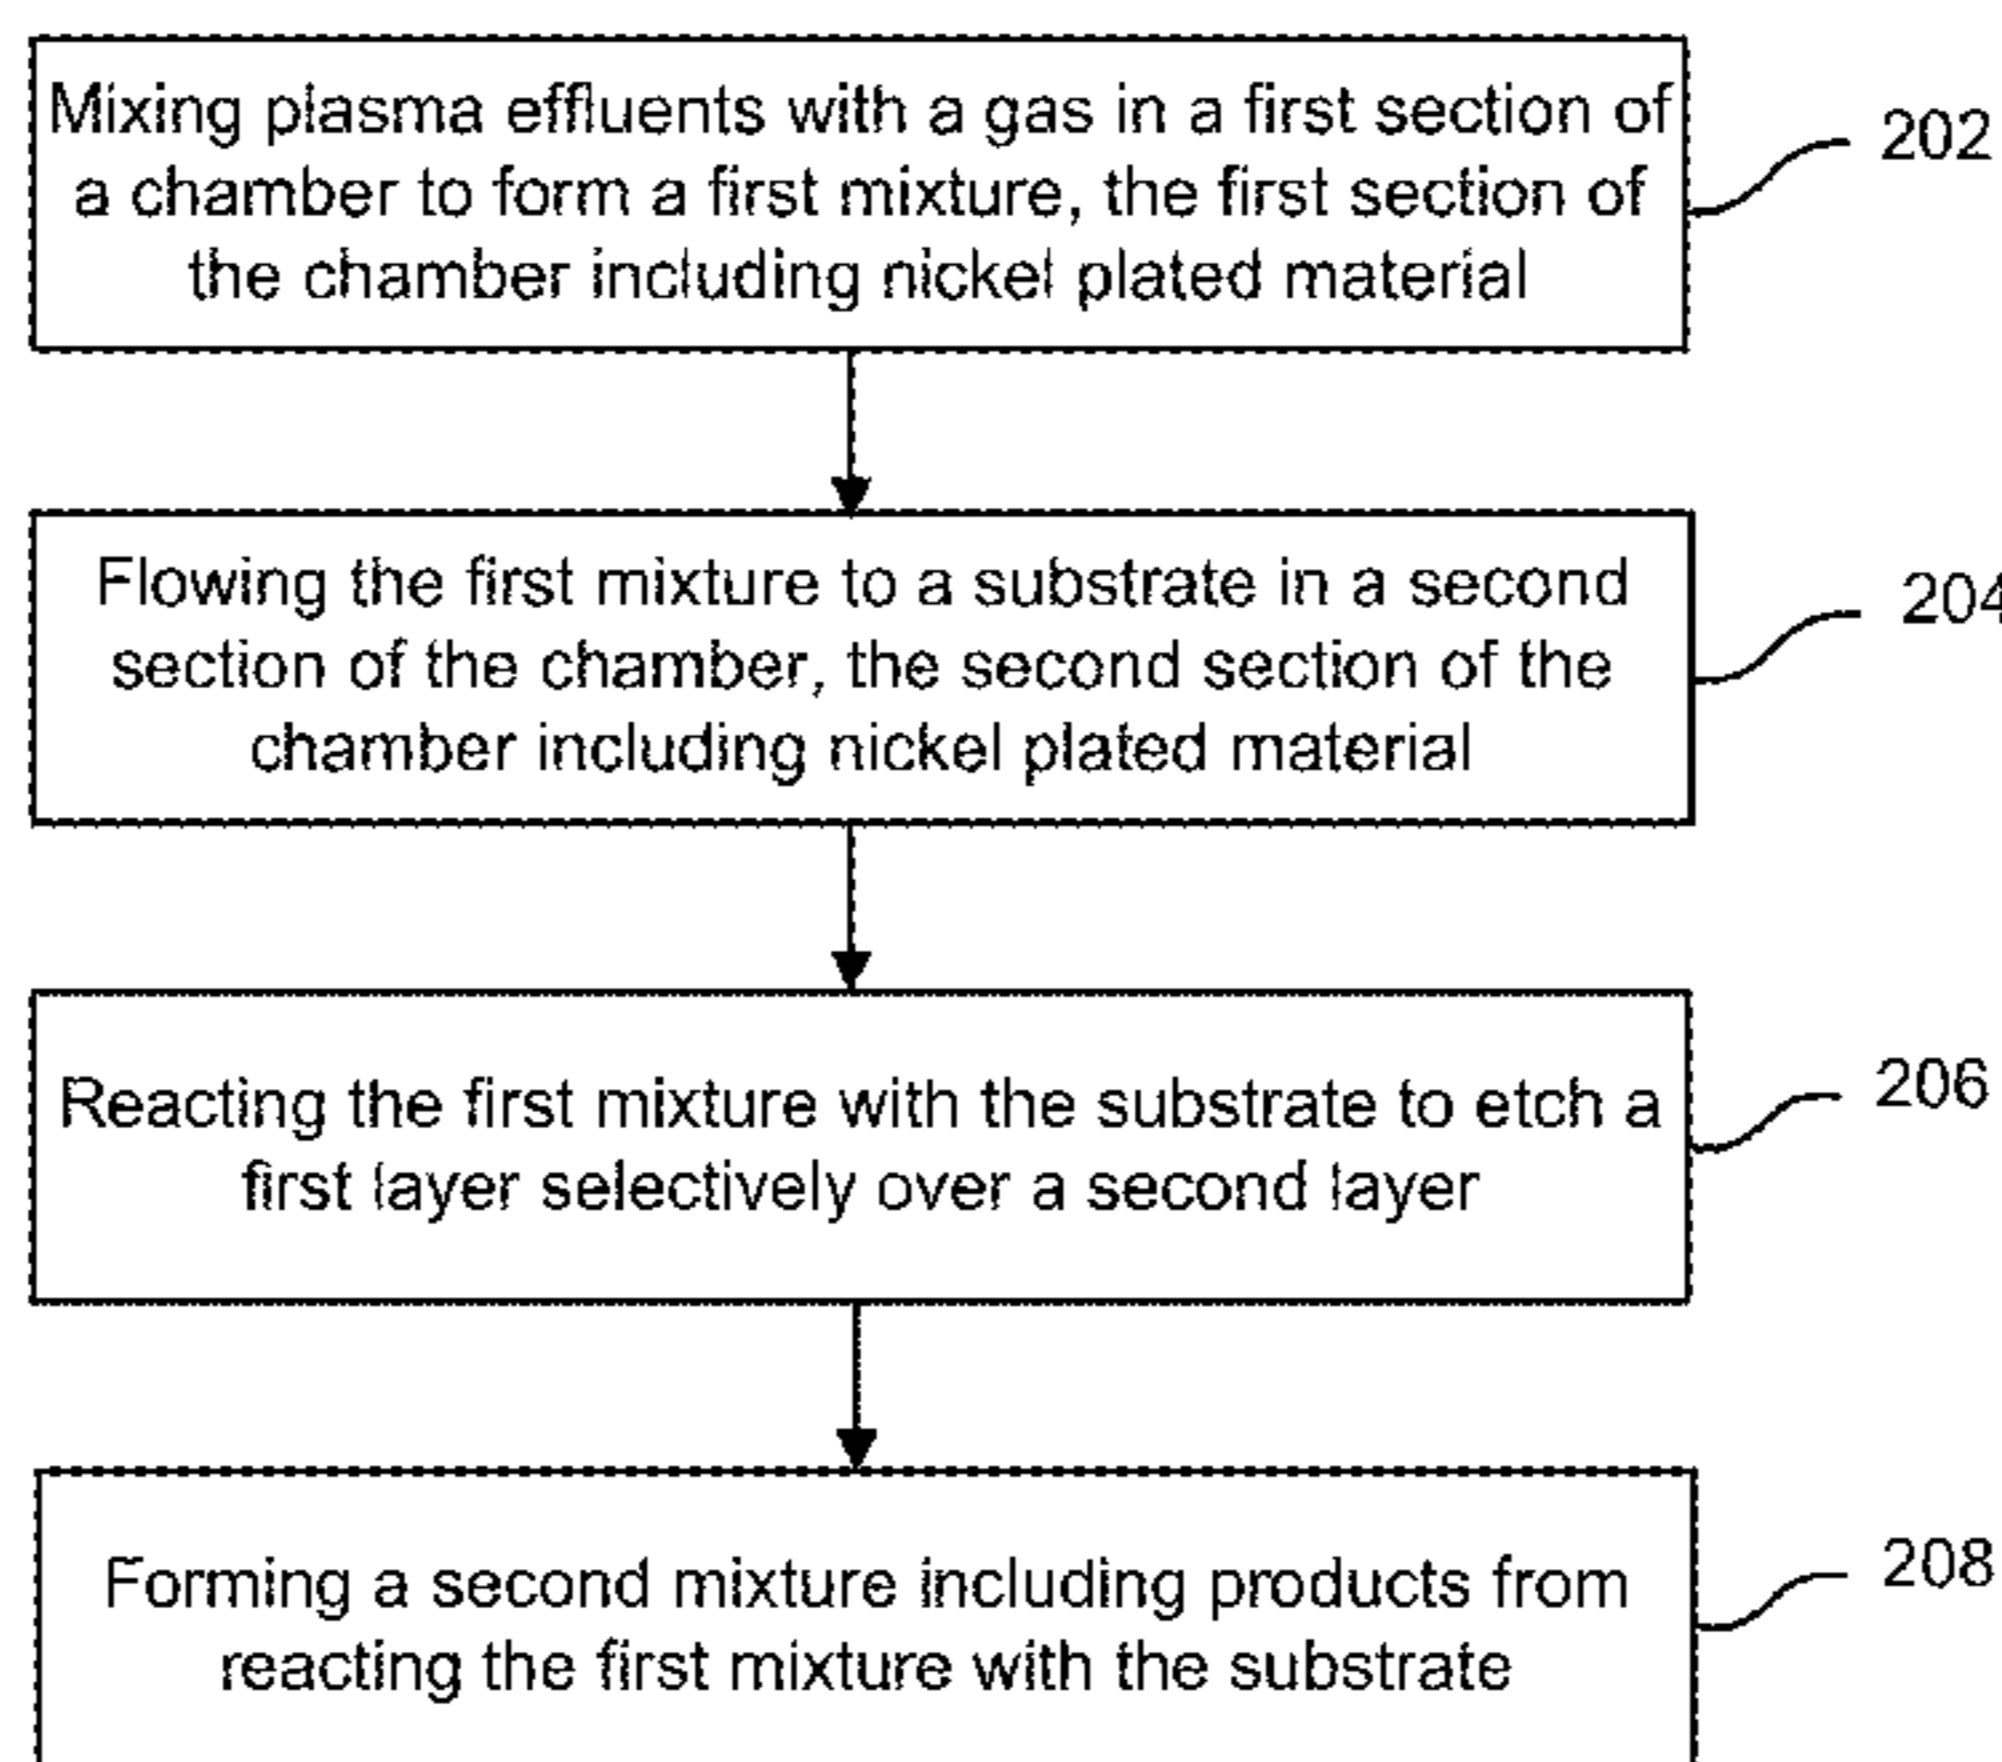 Mixing plasma effluents with a gas in a first section of
a chamber to form a first mixture, the first section of
the chamber including nickel plated material
202
Flowing the first mixture to a substrate in a second
section of the chamber, the second section of the
chamber including nickel plated material
204
Reacting the first mixture with the substrate to etch a
first layer selectively over a second layer
206
Forming a second mixture including products from
reacting the first mixture with the substrate
208